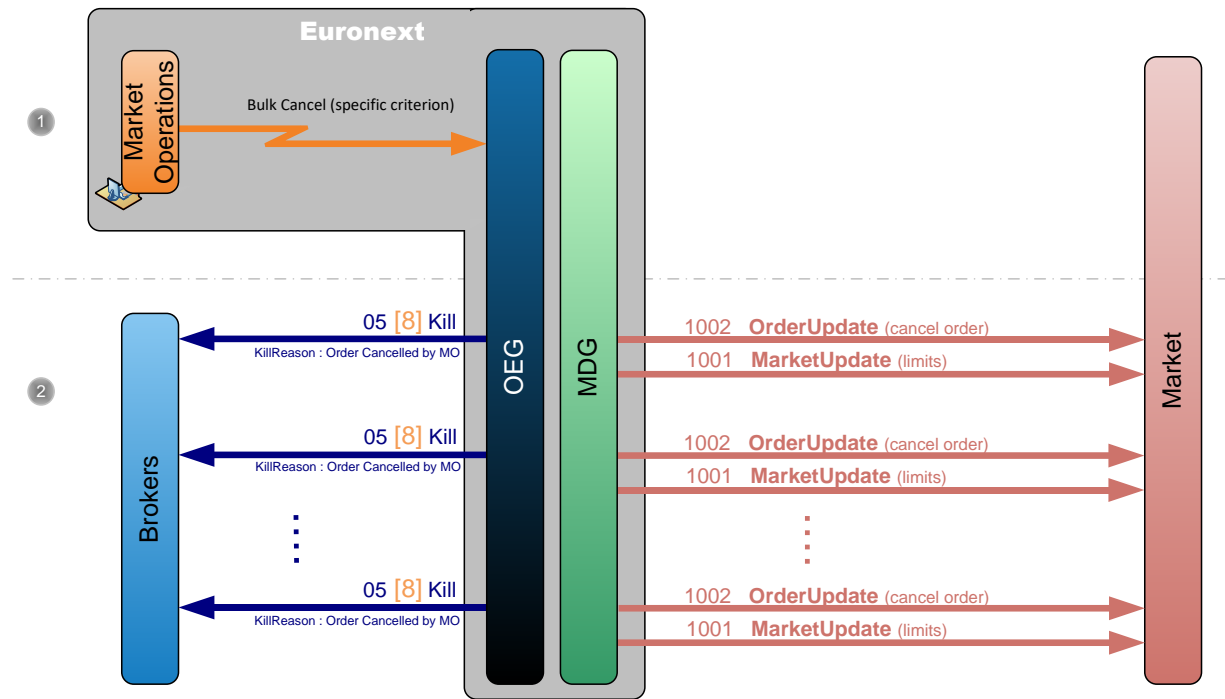 Euronext
Market Operations
Bulk Cancel (specific criterion)
1
OEG
MDG
Market
2
Brokers
05 [8] Kill
KillReason : Order Cancelled by MO
1002 OrderUpdate (cancel order)
1001 MarketUpdate (limits)
05 [8] Kill
KillReason : Order Cancelled by MO
1002 OrderUpdate (cancel order)
1001 MarketUpdate (limits)
05 [8] Kill
KillReason : Order Cancelled by MO
1002 OrderUpdate (cancel order)
1001 MarketUpdate (limits)